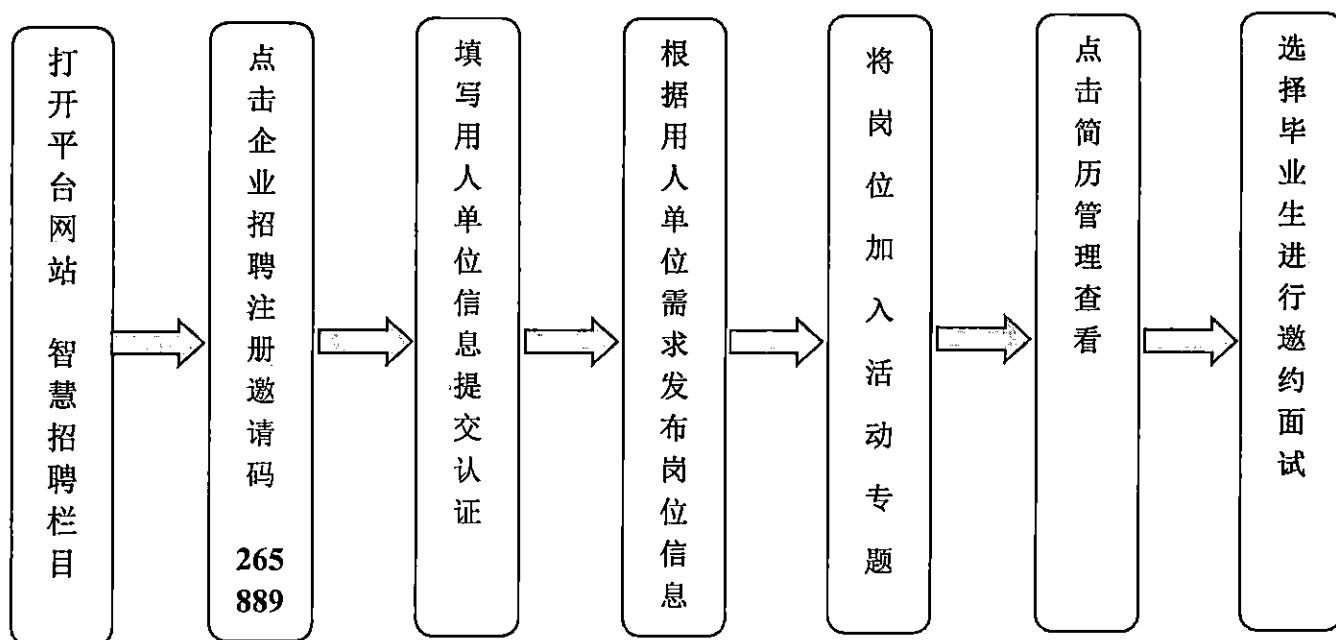 打开平台网站 智慧招聘栏目
点击企业招聘注册邀请码
265
889
填写用人单位信息提交认证
根据用人单位需求发布岗位信息
将岗位加入活动专题
点击简历管理查看
选择毕业生进行邀约面试